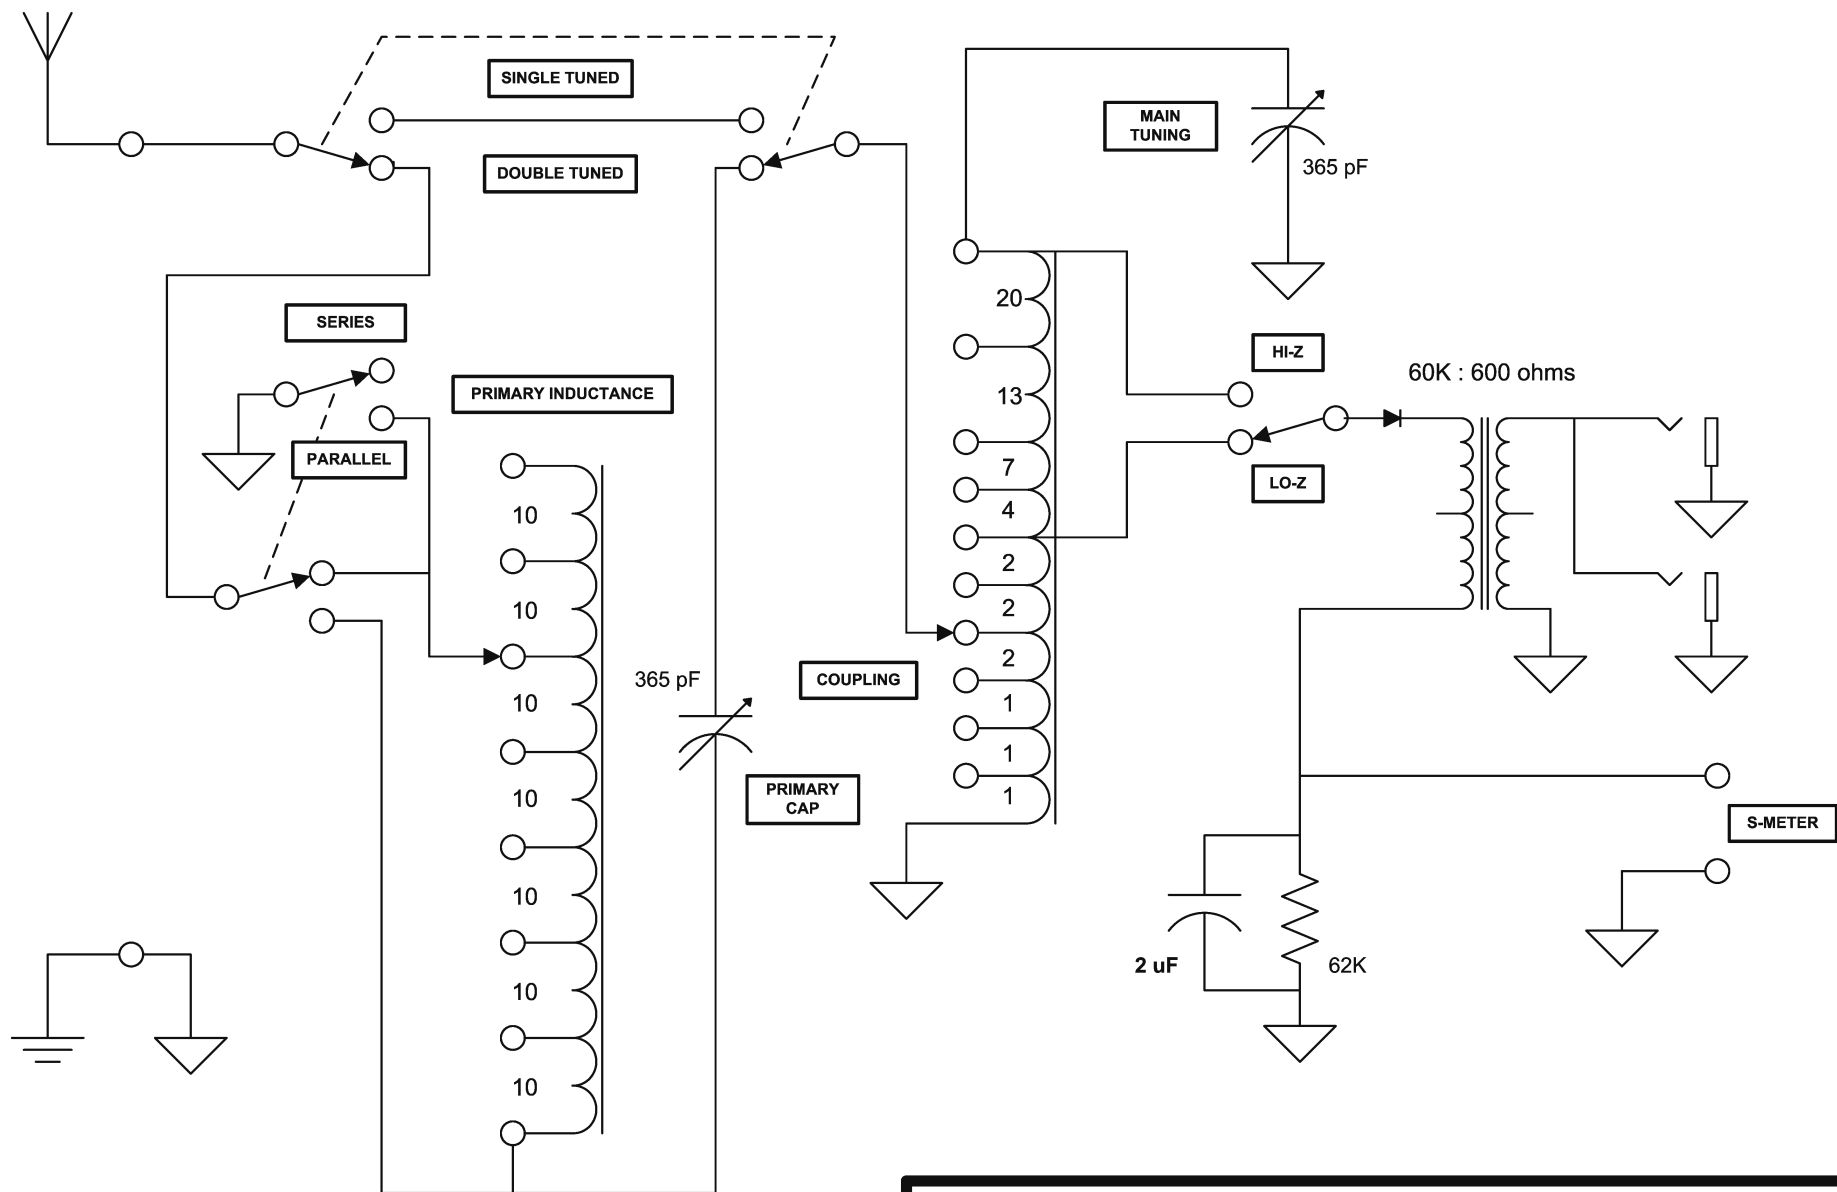 SINGLE TUNED
DOUBLE TUNED
MAIN
TUNING
365 pF
SERIES
PARALLEL
PRIMARY INDUCTANCE
10
10
10
10
10
10
10
365 pF
PRIMARY
CAP
COUPLING
20
13
7
4
2
2
2
1
1
1
HI-Z
LO-Z
60K : 600 ohms
S-METER
2 uF
62K